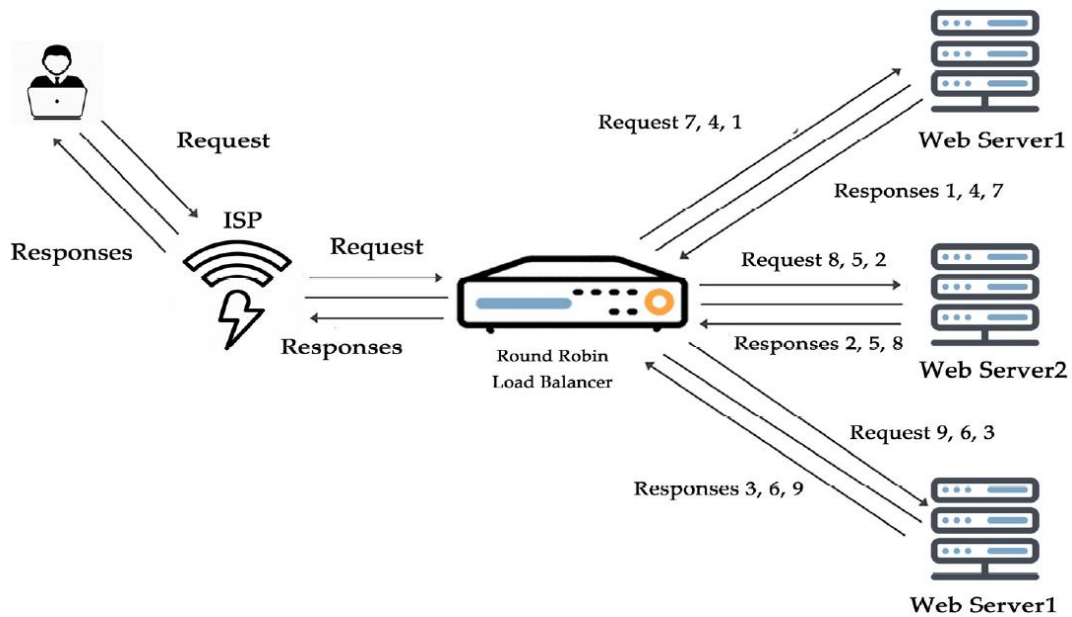 Request
Responses
ISP
Request
Responses
Round Robin
Load Balancer
Request 7, 4, 1
Responses 1, 4, 7
Web Server1
Request 8, 5, 2
Responses 2, 5, 8
Web Server2
Request 9, 6, 3
Responses 3, 6, 9
Web Server1